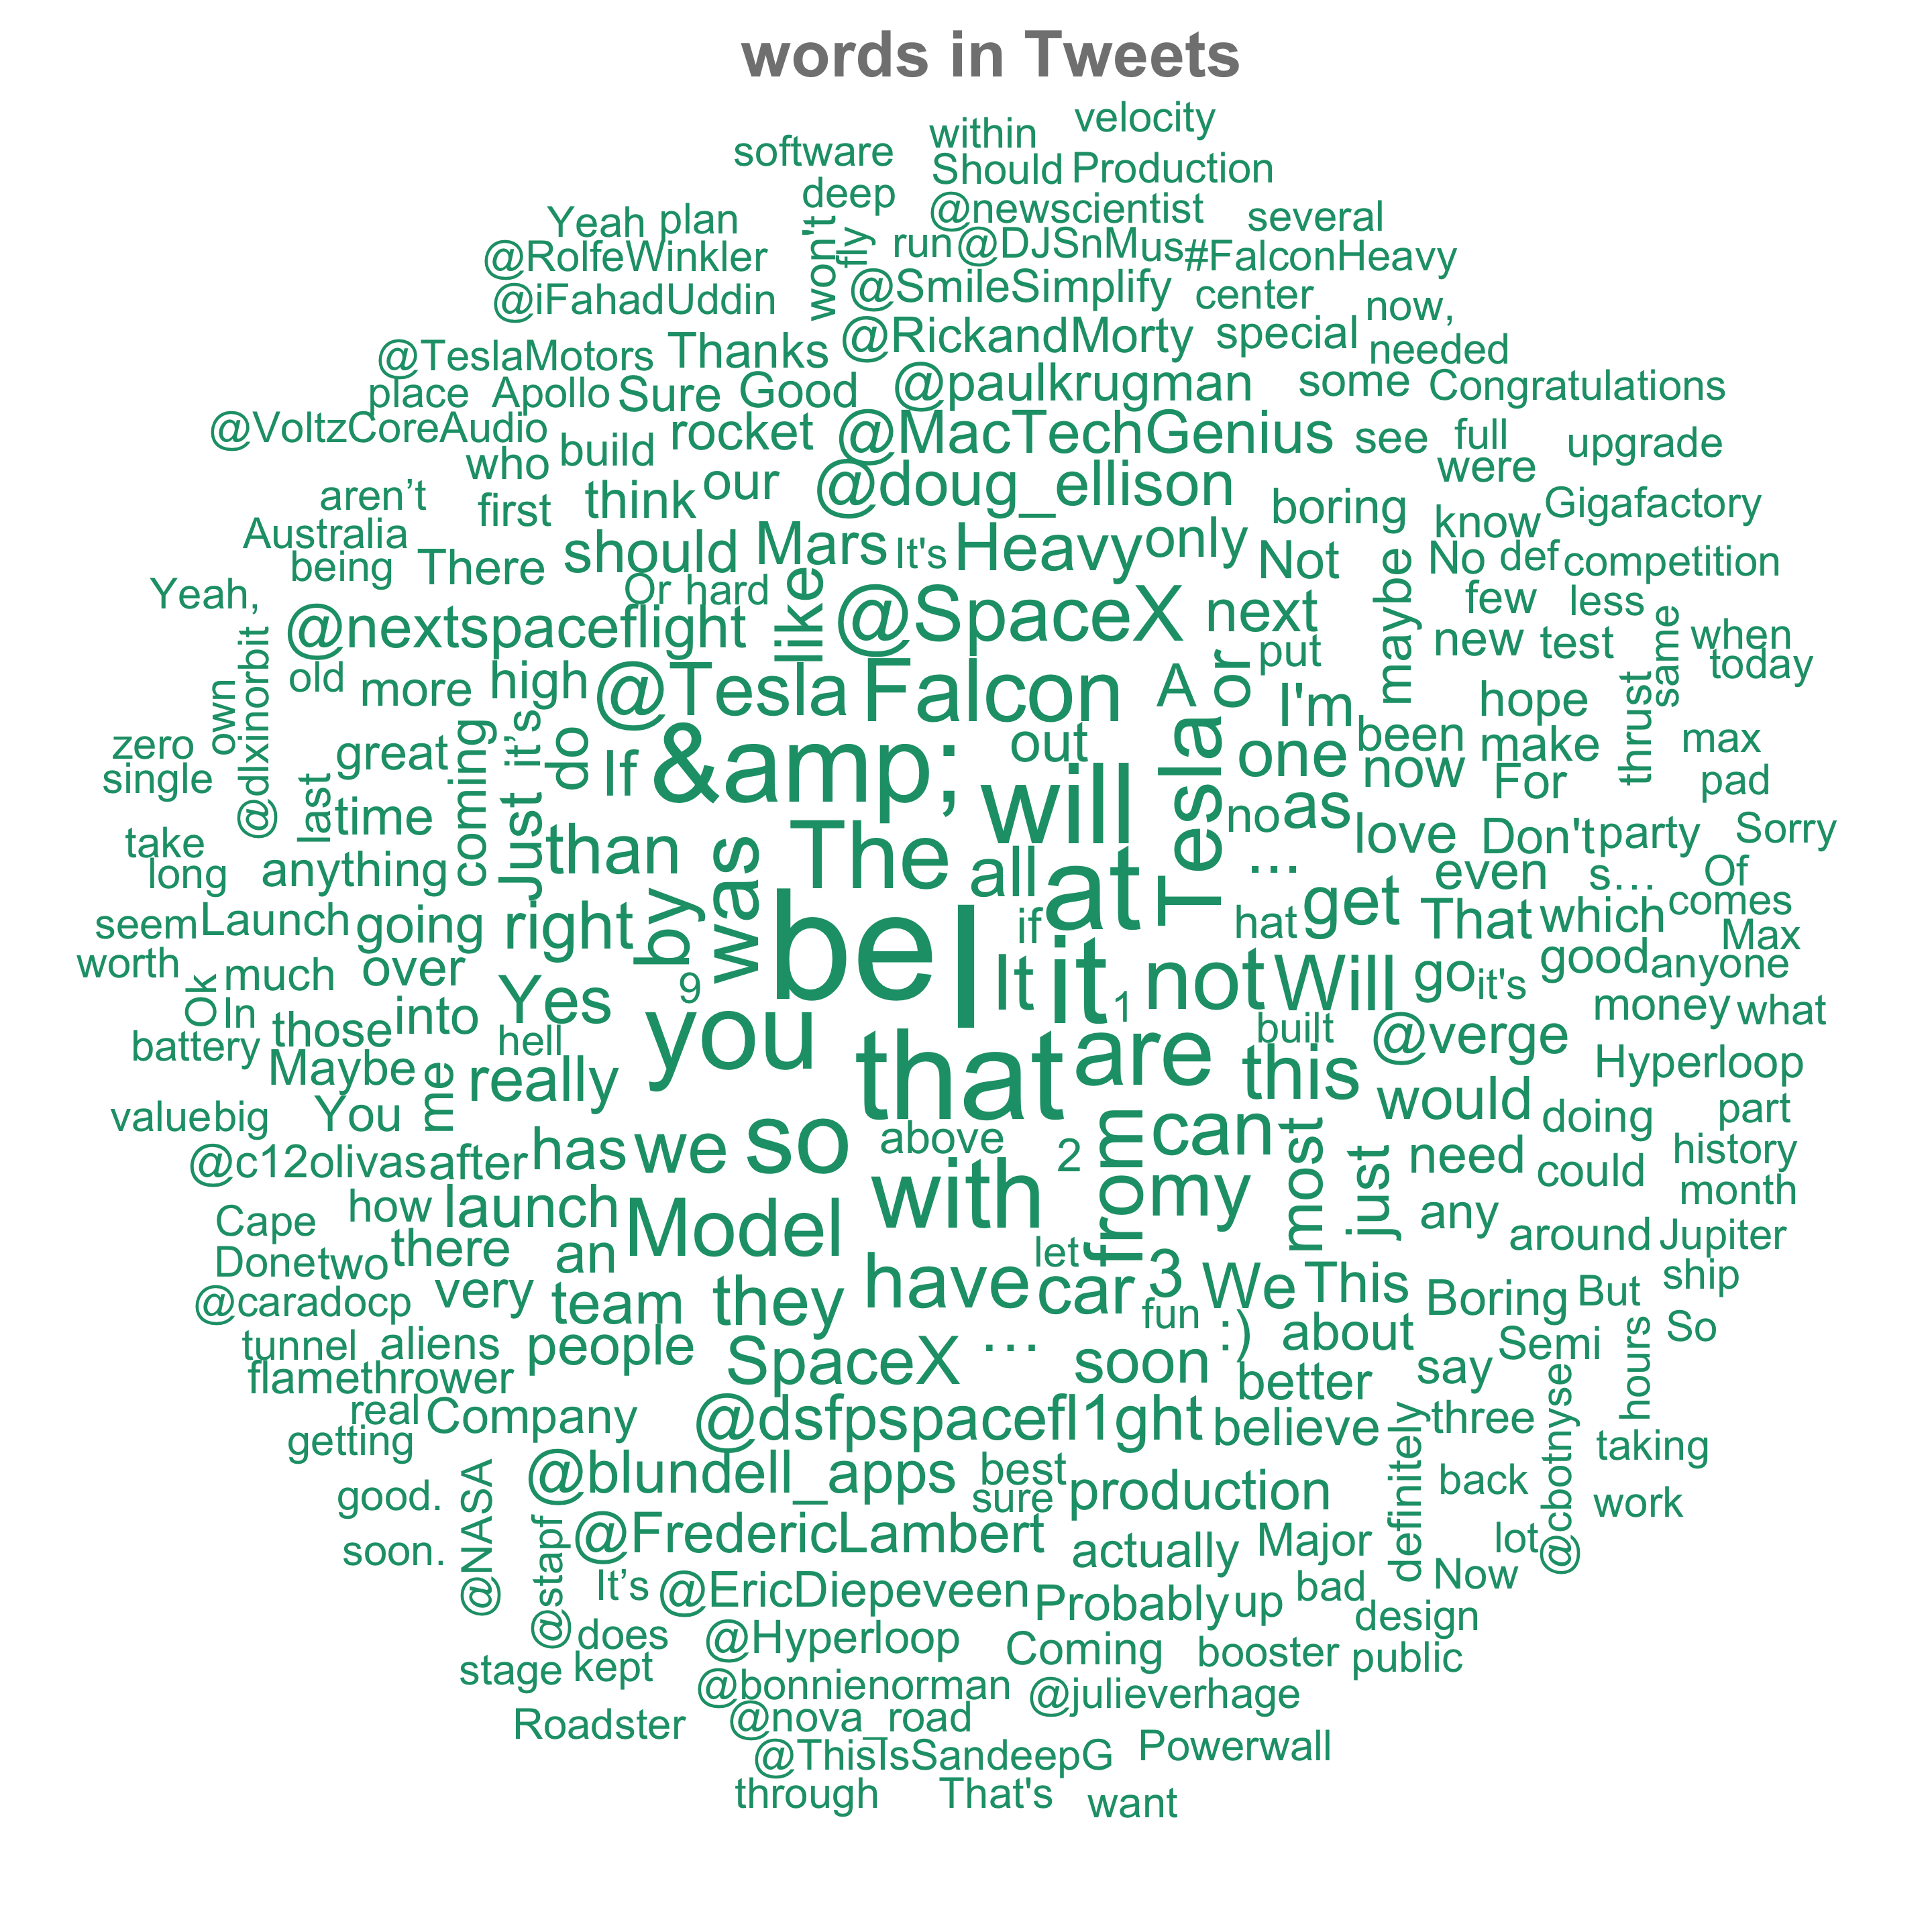 words in Tweets
velocity
within
software
Should Production
deep
@newscientist several
Yeah plan
won't
fly
run @DJSnMus #FalconHeavy
@RolfeWinkler
@SmileSimplify center
@iFahadUddin
now,
@RickandMorty special
@TeslaMotors Thanks
needed
place Apollo Sure Good @paulkrugman some Congratulations
@VoltzCoreAudio
build rocket @MacTechGenius see full upgrade
who
were
aren’t first think our @doug_ellison boring Gigafactory
know
Australia
being There should Mars It's Heavy only Not No def competition
maybe
Yeah,
Or hard
like
few less
@nextspaceflight @SpaceX next new test when
same
put
today
@dlxinorbit
own
old more high @Tesla Falcon A or I'm hope
thrust
zero great
coming
it’s
do
If &amp; out
Tesla
one been make max
single
now For pad
last
time
Just
will
no as love Don't party Sorry
take
than was The all at ...
even s... Of
long anything
by
be I
if
hat get That which comes
seem Launch going right
Max
worth much over
9
It it 1 not Will go it's good anyone
Ok
In those into Yes you
money what
battery
hell
that are built this @verge
Maybe me really
Hyperloop
value big You
would doing part
above
so
from
can
most
just
@c12olivas after has we 2
need could history
how launch Model with my
any month
Cape
around Jupiter
Done two there an
let
have car 3 We This Boring But ship
@caradocp very team they
fun
tunnel aliens people SpaceX … soon :) about Semi So
say
hours
flamethrower
better
real Company @dsfpspacefl1ght believe
definitely
three
@cbotnyse
getting
taking
@NASA
@blundell_apps best production back
good.
sure
work
@stapf
@FredericLambert actually Major lot
soon.
Now
It’s @EricDiepeveen Probably up bad
design
does @Hyperloop Coming booster public
stage kept
@bonnienorman @julieverhage
Roadster @nova_road
@ThisIsSandeepG Powerwall
through That's want